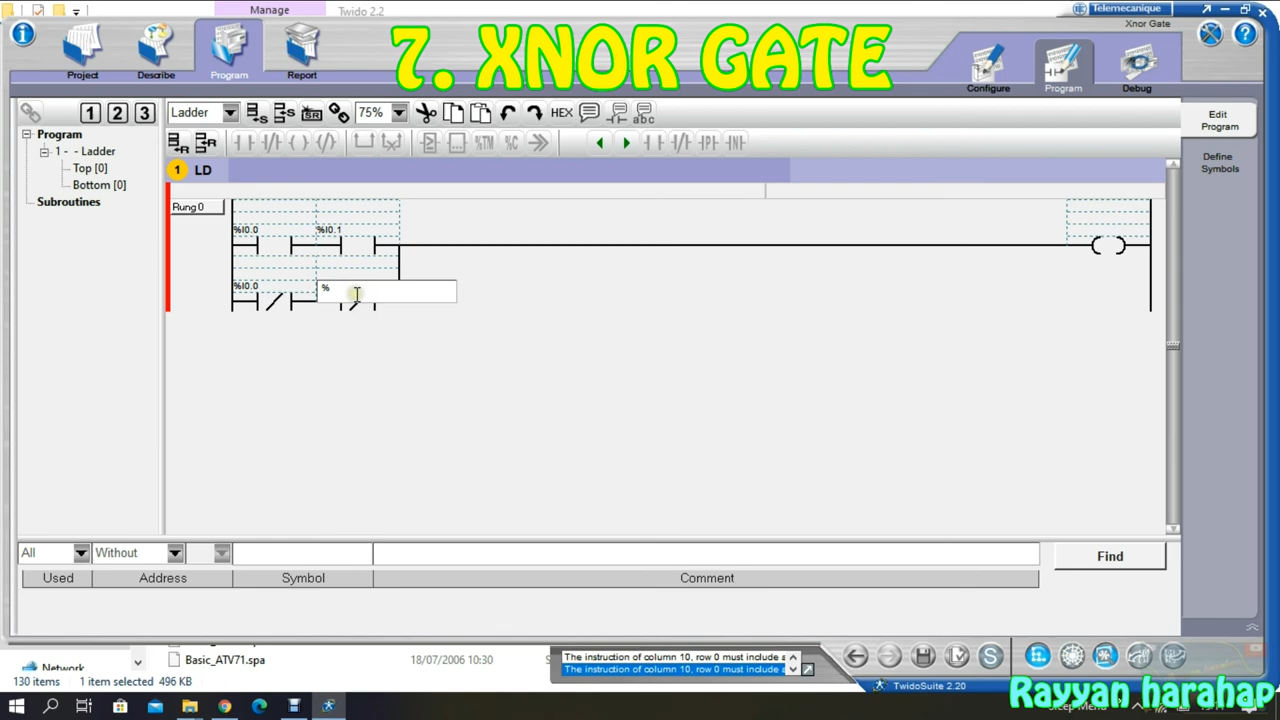 Manage
Twido 2.2
Telemecanique
Xnor Gate
7. XNOR GATE
Project
Describe
Program
Report
Configure
Program
Debug
1 2 3
Ladder
75%
HEX
abc
%TM
%C
Edit
Program
Define
Symbols
Program
1 - - Ladder
Top [0]
Bottom [0]
Subroutines
1 LD
Rung 0
%I0.0
%I0.1
%I0.0
%
All
Without
Find
Used
Address
Symbol
Comment
Network
Basic_ATV71.spa
18/07/2006 10:30
130 items
1 item selected 496 KB
The instruction of column 10, row 0 must include
The instruction of column 10, row 0 must include
TwidoSuite 2.20
Rayyan harahap